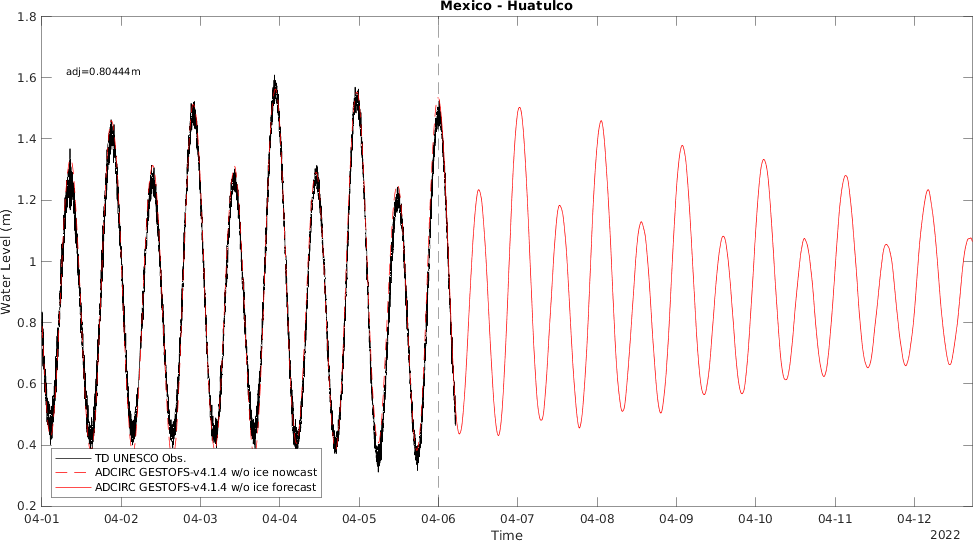 Mexico - Huatulco
1.8
1.6
1.4
1.2
1
0.8
0.6
0.4
0.2
Water Level (m)
adj=0.80444m
TD UNESCO Obs.
ADCIRC GESTOFS-v4.1.4 w/o ice nowcast
ADCIRC GESTOFS-v4.1.4 w/o ice forecast
04-01 04-02 04-03 04-04 04-05 04-06 04-07 04-08 04-09 04-10 04-11 04-12
Time
2022